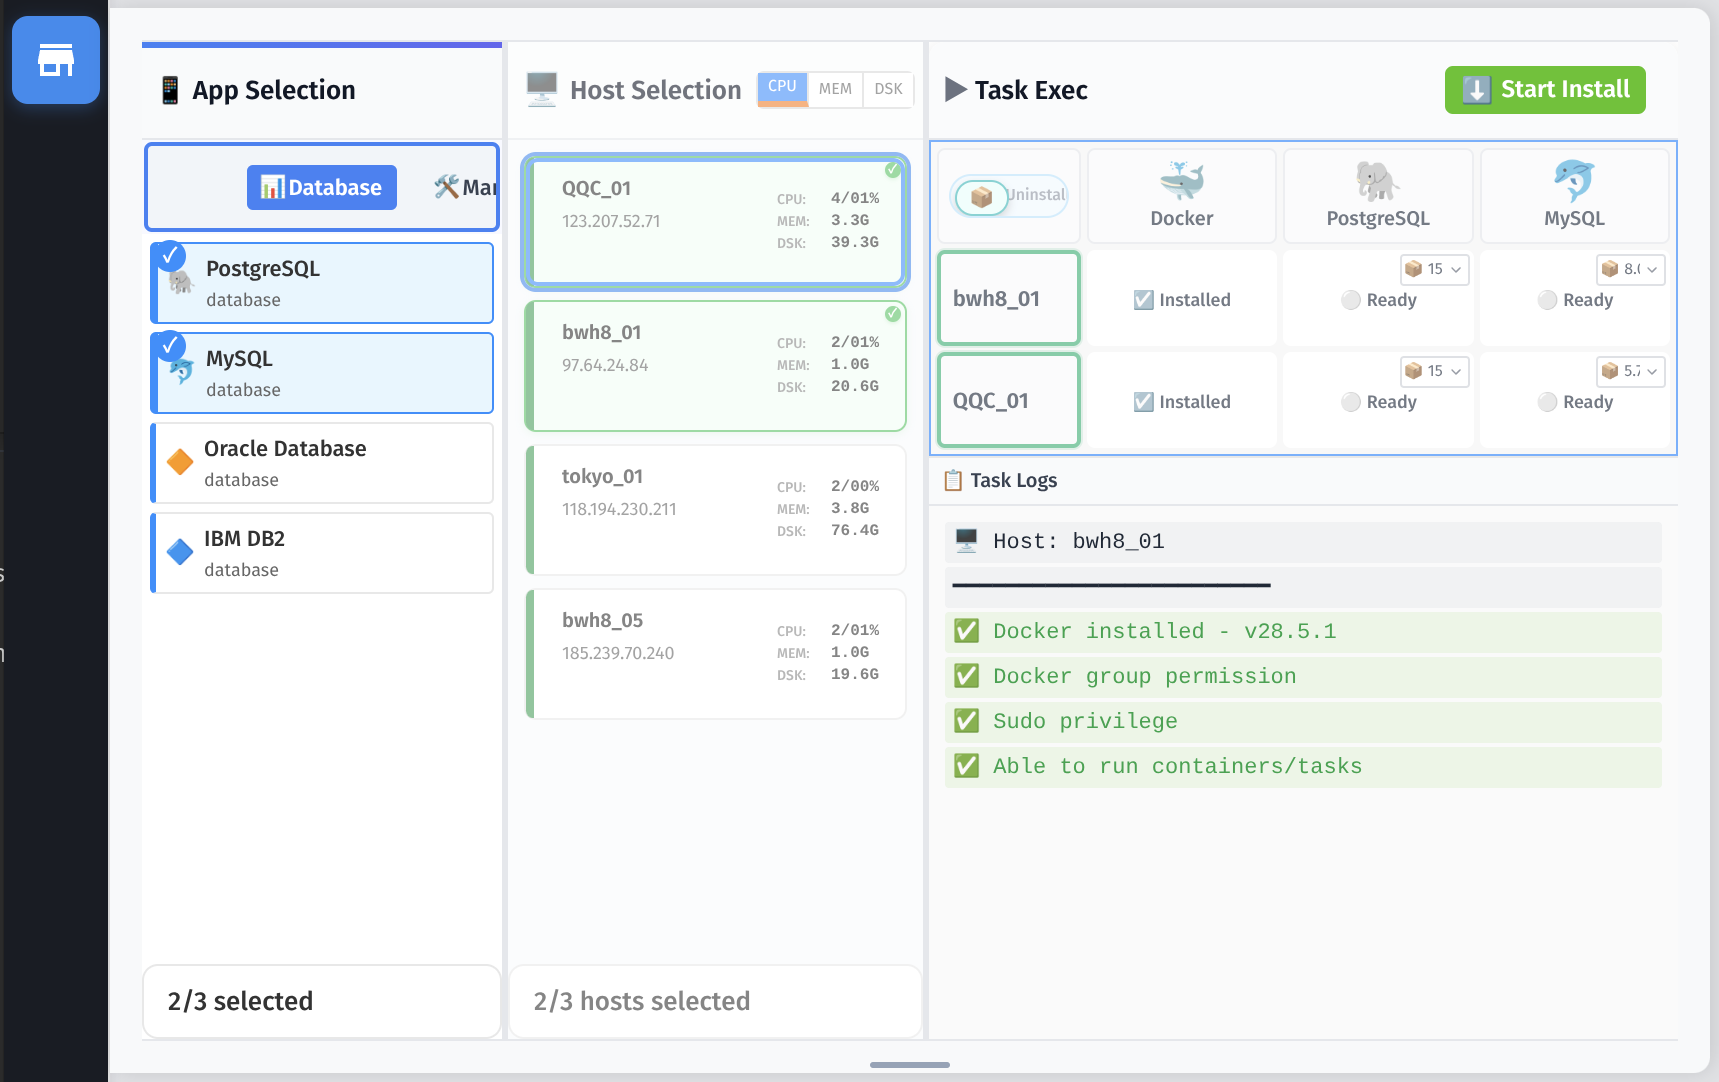 App Selection
Database
Mar
PostgreSQL
database
MySQL
database
Oracle Database
database
IBM DB2
database
2/3 selected
Host Selection
CPU MEM DSK
QQC_01
123.207.52.71
CPU: 4/01%
MEM: 3.3G
DSK: 39.3G
bwh8_01
97.64.24.84
CPU: 2/01%
MEM: 1.0G
DSK: 20.6G
tokyo_01
118.194.230.211
CPU: 2/00%
MEM: 3.8G
DSK: 76.4G
bwh8_05
185.239.70.240
CPU: 2/01%
MEM: 1.0G
DSK: 19.6G
2/3 hosts selected
Task Exec
Start Install
Uninstal
Docker
PostgreSQL
MySQL
bwh8_01
Installed
15
Ready
8.
Ready
QQC_01
Installed
15
Ready
5.7
Ready
Task Logs
Host: bwh8_01
Docker installed - v28.5.1
Docker group permission
Sudo privilege
Able to run containers/tasks